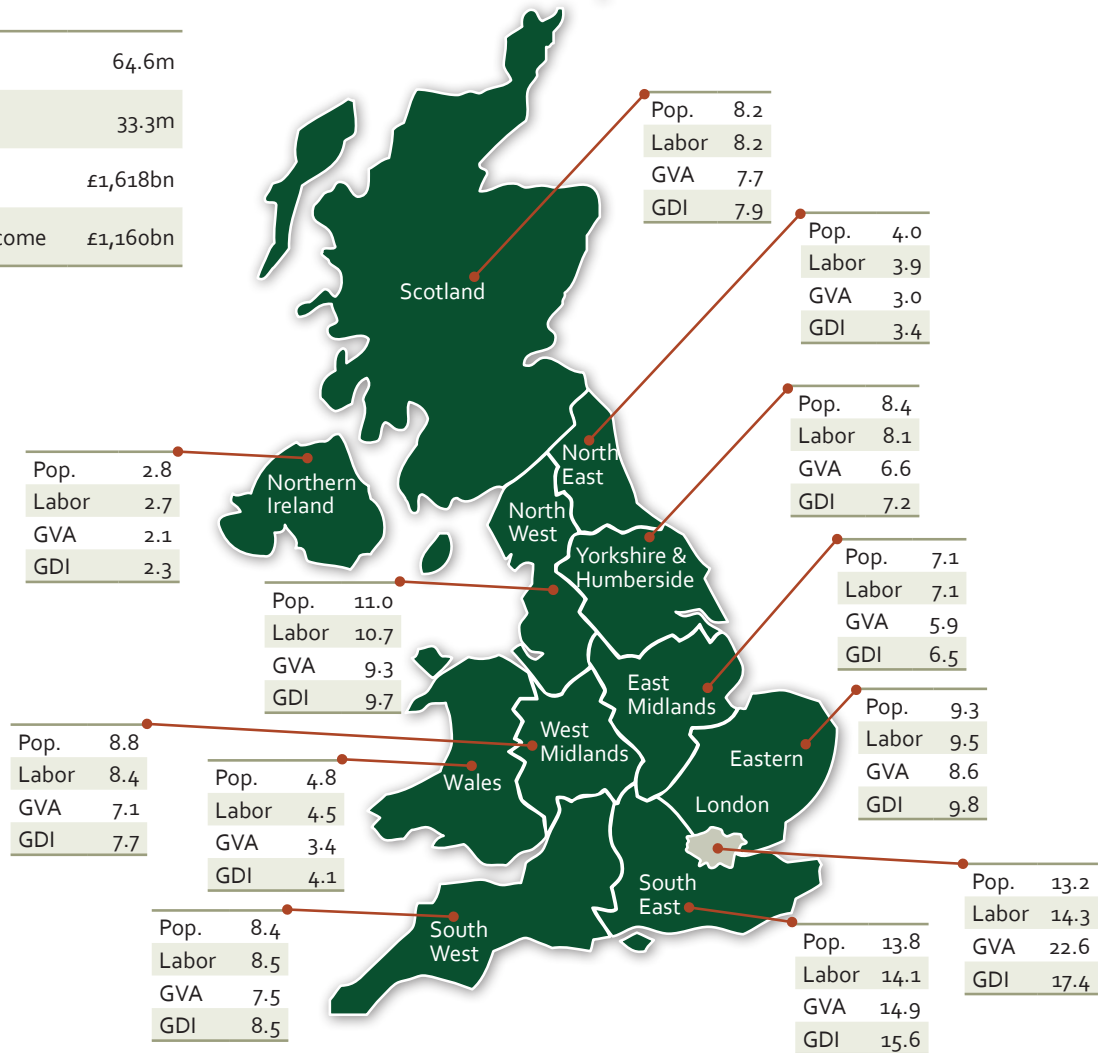 64.6m
33.3m
£1,618bn
come £1,160bn
Pop. 8.2
Labor 8.2
GVA 7.7
GDI 7.9
Scotland
Pop. 4.0
Labor 3.9
GVA 3.0
GDI 3.4
North
East
Pop. 8.4
Labor 8.1
GVA 6.6
GDI 7.2
Yorkshire &
Humberside
Pop. 2.8
Labor 2.7
GVA 2.1
GDI 2.3
Northern
Ireland
North
West
Pop. 11.0
Labor 10.7
GVA 9.3
GDI 9.7
Pop. 7.1
Labor 7.1
GVA 5.9
GDI 6.5
East
Midlands
Pop. 9.3
Labor 9.5
GVA 8.6
GDI 9.8
Eastern
Pop. 8.8
Labor 8.4
GVA 7.1
GDI 7.7
West
Midlands
Pop. 4.8
Labor 4.5
GVA 3.4
GDI 4.1
Wales
London
Pop. 13.2
Labor 14.3
GVA 22.6
GDI 17.4
South
East
Pop. 13.8
Labor 14.1
GVA 14.9
GDI 15.6
Pop. 8.4
Labor 8.5
GVA 7.5
GDI 8.5
South
West